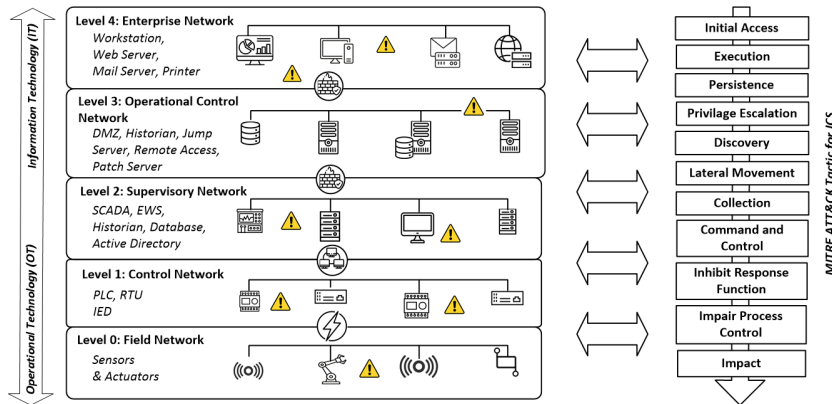 Information Technology (IT)
Operational Technology (OT)
Level 4: Enterprise Network
Workstation,
Web Server,
Mail Server, Printer
Level 3: Operational Control
Network
DMZ, Historian, Jump
Server, Remote Access,
Patch Server
Level 2: Supervisory Network
SCADA, EWS,
Historian, Database,
Active Directory
Level 1: Control Network
PLC, RTU
IED
Level 0: Field Network
Sensors
& Actuators
Initial Access
Execution
Persistence
Privilage Escalation
Discovery
Lateral Movement
Collection
Command and
Control
Inhibit Response
Function
Impair Process
Control
Impact
MITRE ATT&CK Tactic for ICS